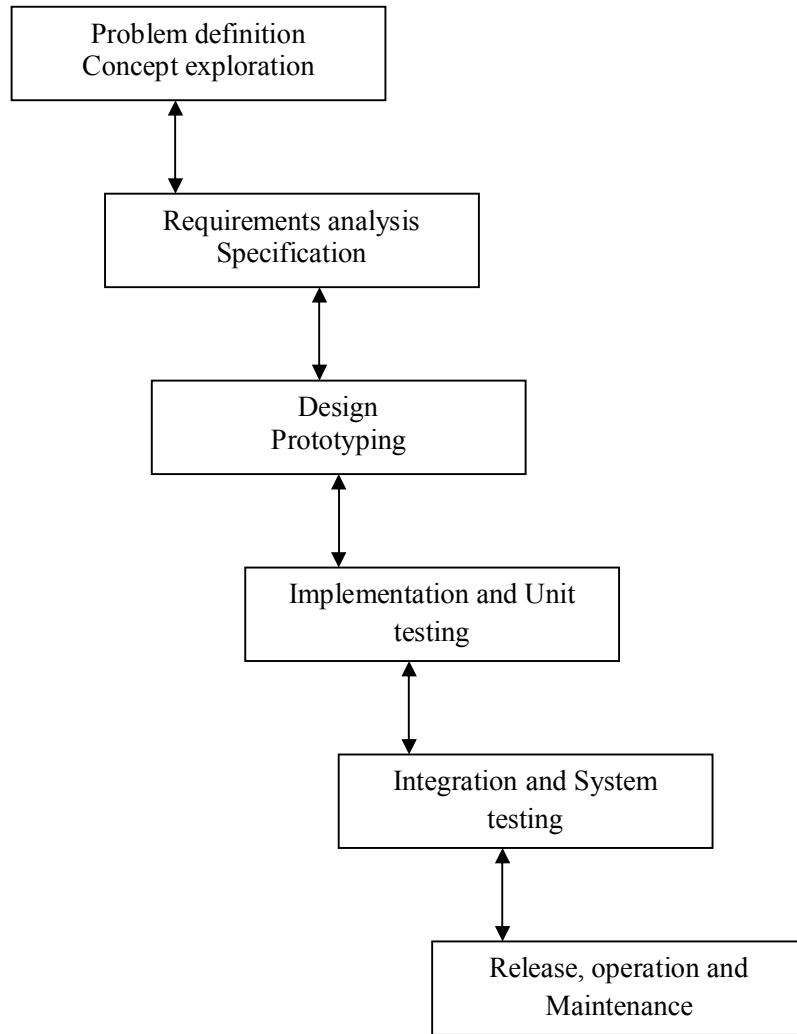 Problem definition
Concept exploration
Requirements analysis
Specification
Design
Prototyping
Implementation and Unit
testing
Integration and System
testing
Release, operation and
Maintenance